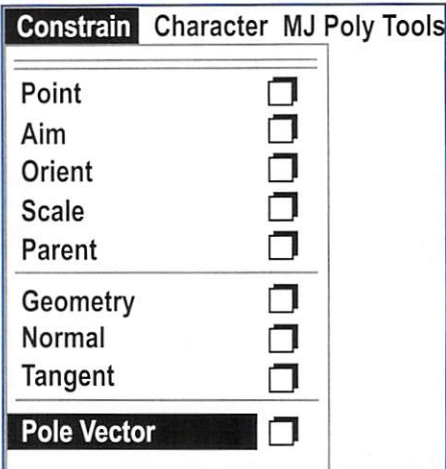 Constrain Character MJ Poly Tools
Point
Aim
Orient
Scale
Parent
Geometry
Normal
Tangent
Pole Vector